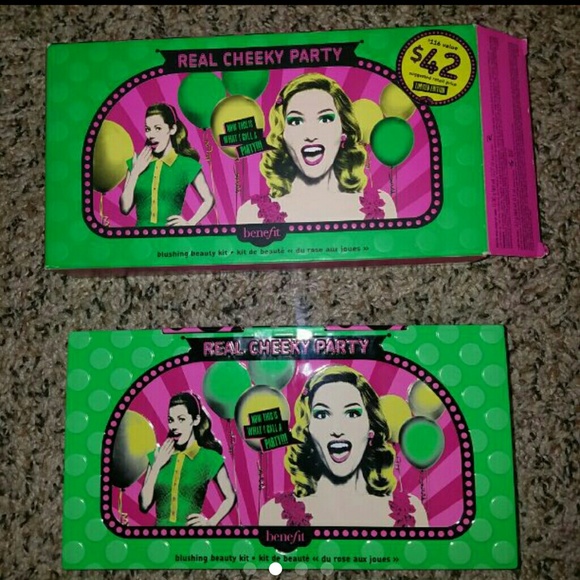 REAL CHEEKY PARTY
$116 value
$42
suggested retail price
LIMITED EDITION
NOW THIS IS
WHAT I CALL A
PARTY!!!
benefit
blushing beauty kit • kit de beauté « du rose aux joues »
REAL CHEEKY PARTY
NOW THIS IS
WHAT I CALL A
PARTY!!!
benefit
blushing beauty kit • kit de beauté « du rose aux joues »